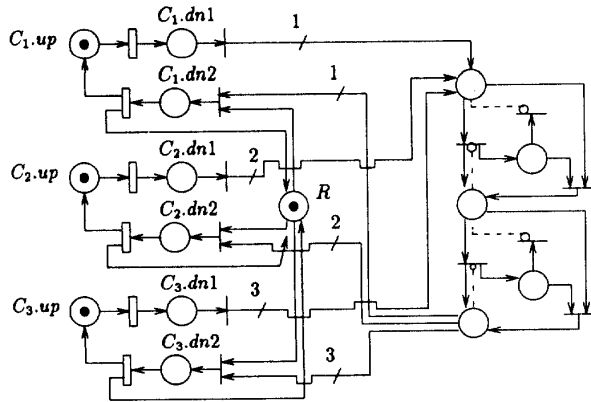 C₁.dn1
1
C₁.up
C₁.dn2
1
C₂.dn1
2
C₂.up
R
C₂.dn2
2
C₃.dn1
3
C₃.up
C₃.dn2
3